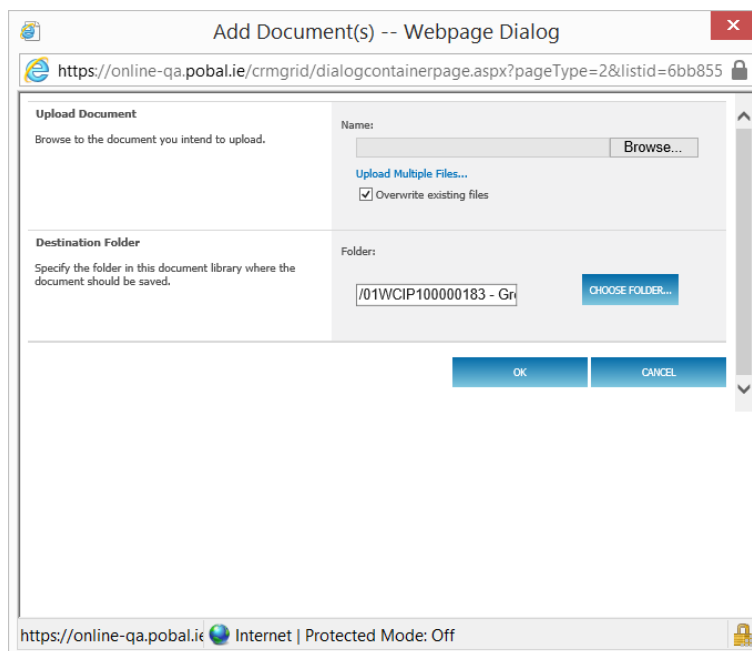 Add Document(s) -- Webpage Dialog
x
https://online-qa.pobal.ie/crmgrid/dialogcontainerpage.aspx?pageType=2&listid=6bb855
Upload Document
Browse to the document you intend to upload.
Name:
Browse...
Upload Multiple Files...
Overwrite existing files
Destination Folder
Specify the folder in this document library where the
document should be saved.
Folder:
/01WCIP100000183 - Gr
CHOOSE FOLDER...
OK
CANCEL
https://online-qa.pobal.ie
Internet | Protected Mode: Off